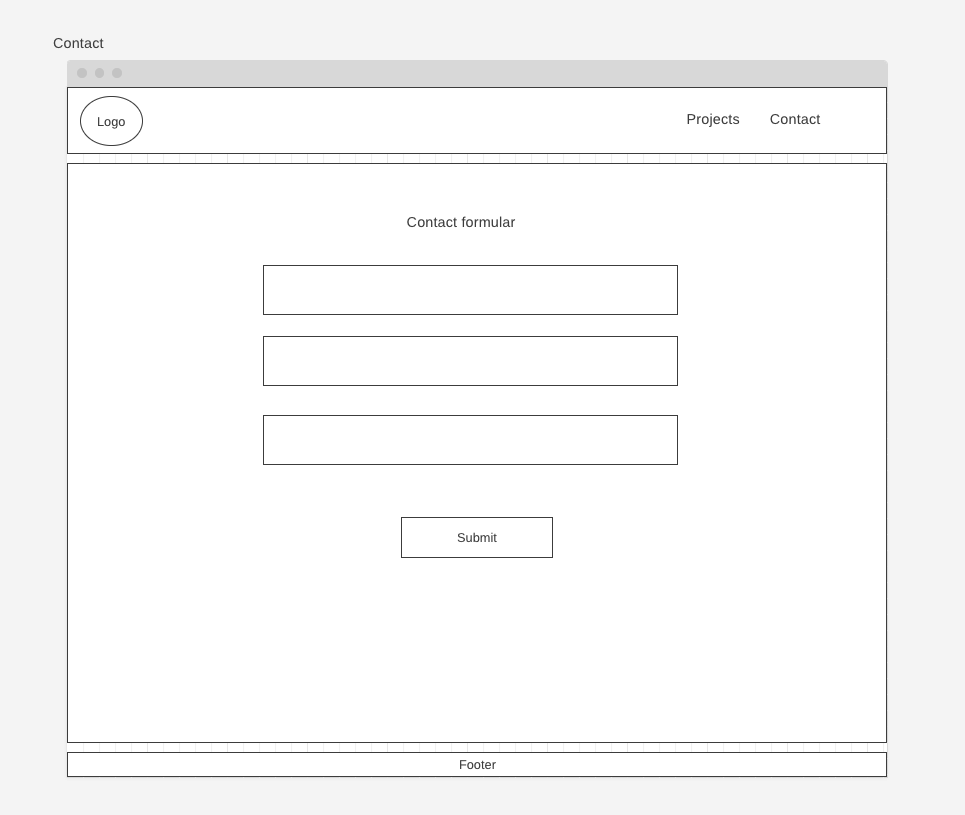 Contact
Logo
Projects
Contact
Contact formular
Submit
Footer